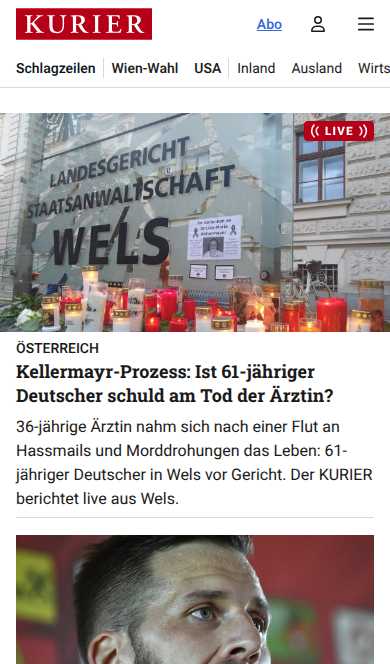 KURIER
Abo
Schlagzeilen Wien-Wahl USA Inland Ausland Wirts
LIVE
LANDESGERICHT
STAATSANWALTSCHAFT
WELS
ÖSTERREICH
Kellermayr-Prozess: Ist 61-jähriger
Deutscher schuld am Tod der Ärztin?
36-jährige Ärztin nahm sich nach einer Flut an
Hassmails und Morddrohungen das Leben: 61-
jähriger Deutscher in Wels vor Gericht. Der KURIER
berichtet live aus Wels.